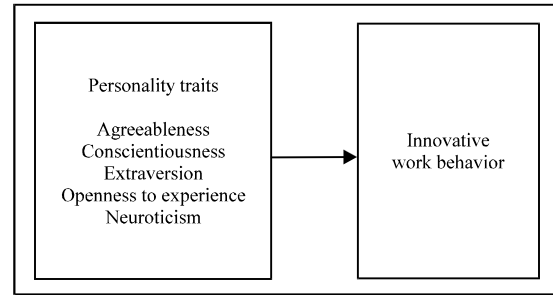 Personality traits
Agreeableness
Conscientiousness
Extraversion
Openness to experience
Neuroticism
Innovative
work behavior